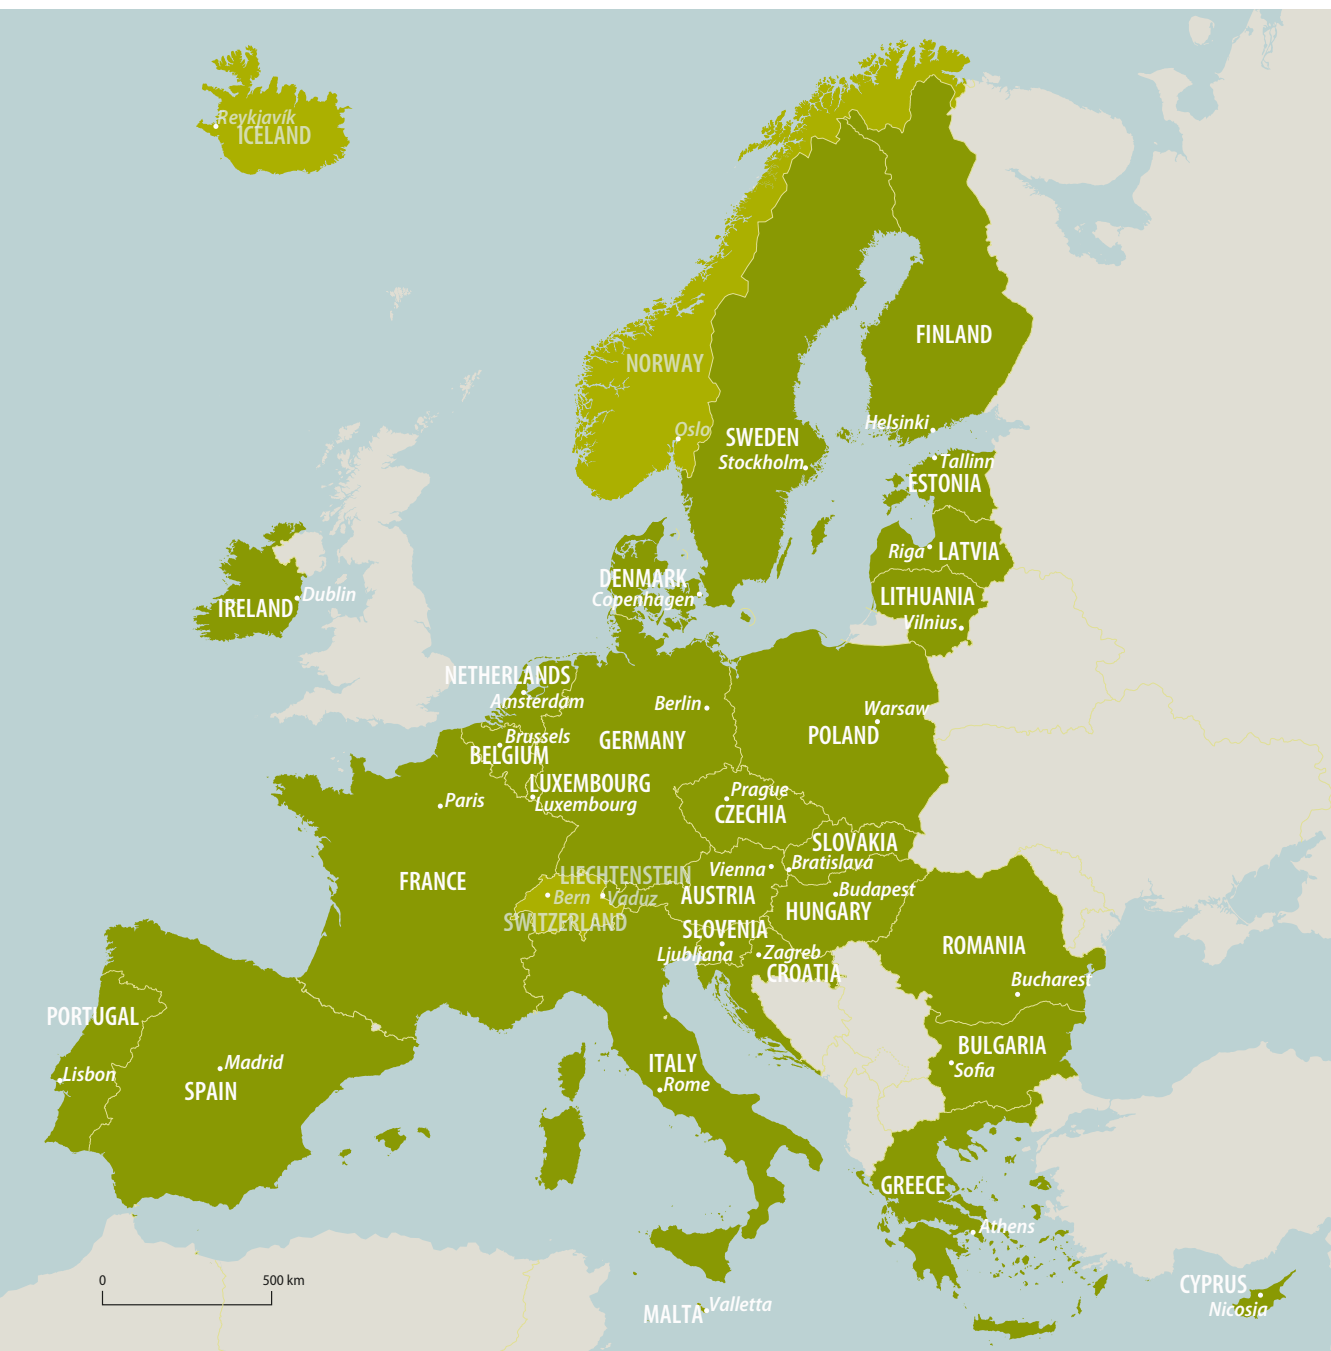 Reykjavík
ICELAND
FINLAND
NORWAY
Helsinki
Oslo
SWEDEN
Stockholm
Tallinn
ESTONIA
Riga
LATVIA
DENMARK
Copenhagen
Dublin
IRELAND
LITHUANIA
Vilnius
NETHERLANDS
Amsterdam
Berlin
Warsaw
POLAND
Brussels
BELGIUM
GERMANY
LUXEMBOURG
Luxembourg
Paris
Prague
CZECHIA
SLOVAKIA
Bratislava
Vienna
LIECHTENSTEIN
FRANCE
Bern
Vaduz
AUSTRIA
Budapest
HUNGARY
SWITZERLAND
SLOVENIA
Ljubljana
Zagreb
CROATIA
ROMANIA
Bucharest
PORTUGAL
Lisbon
Madrid
SPAIN
ITALY
Rome
BULGARIA
Sofia
GREECE
Athens
0
500 km
MALTA
Valletta
CYPRUS
Nicosia